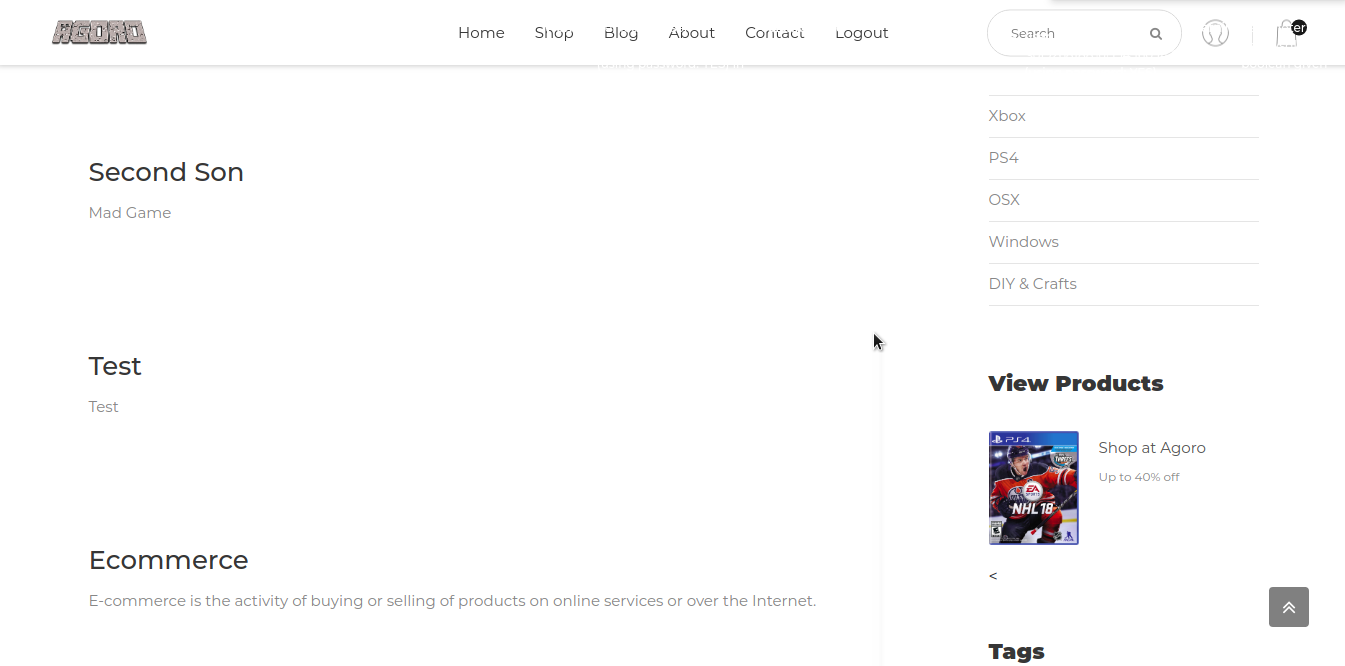 AGORO
Home Shop Blog About Contact Logout
Search
Xbox
PS4
OSX
Windows
DIY & Crafts
Second Son
Mad Game
Test
Test
Ecommerce
E-commerce is the activity of buying or selling of products on online services or over the Internet.
View Products
PS4
EA
SPORTS
NHL 18
Shop at Agoro
Up to 40% off
<
Tags